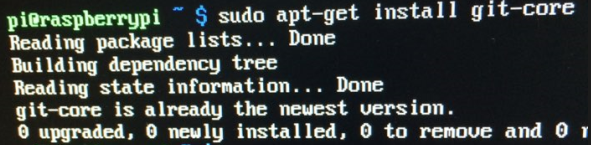 pi@raspberrypi ~ $ sudo apt-get install git-core
Reading package lists... Done
Building dependency tree
Reading state information... Done
git-core is already the newest version.
0 upgraded, 0 newly installed, 0 to remove and 0